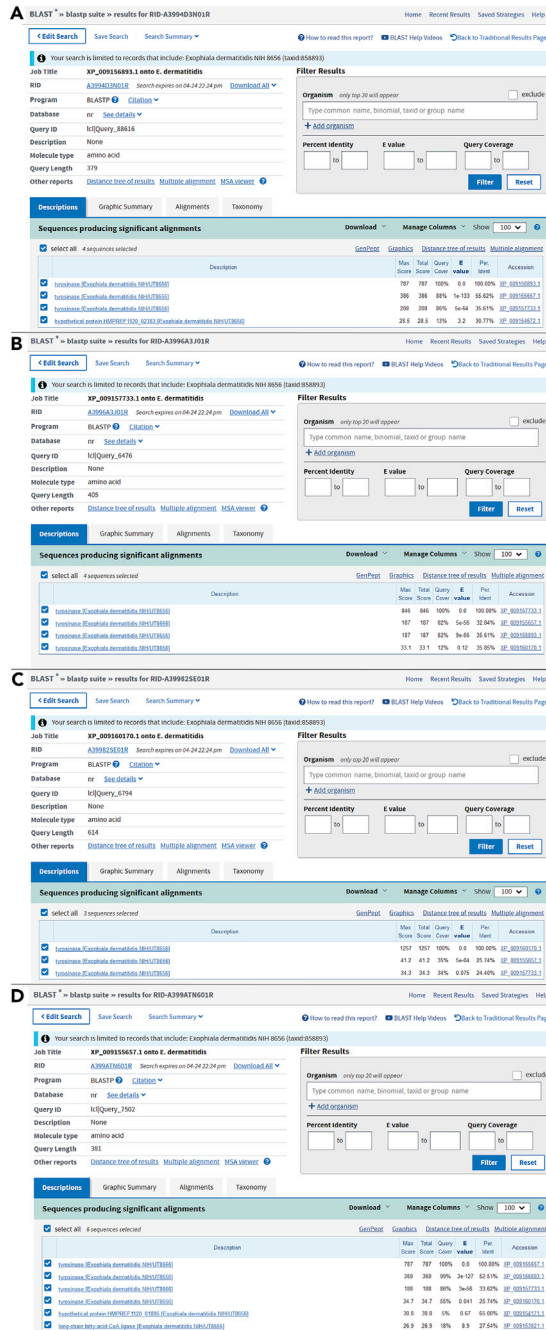 A BLAST ® » blastp suite » results for RID-A3994D3N01R Home Recent Results Saved Strategies Help
< Edit Search Save Search Search Summary How to read this report? BLAST Help Videos Back to Traditional Results Page
Your search is limited to records that include: Exophiala dermatitidis NIH 8656 (taxid:858893)
Job Title XP_009156893.1 onto E. dermatitidis
RID A3994D3N01R Search expires on 04-24 22:24 pm Download All
Program BLASTP Citation
Database nr See details
Query ID lcl|Query_88616
Description None
Molecule type amino acid
Query Length 379
Other reports Distance tree of results Multiple alignment MSA viewer
Filter Results
Organism only top 20 will appear exclude
Type common name, binomial, taxid or group name
+ Add organism
Percent Identity E value Query Coverage
to to to
Filter Reset
Descriptions Graphic Summary Alignments Taxonomy
Sequences producing significant alignments Download Manage Columns Show 100
select all 4 sequences selected GenPept Graphics Distance tree of results Multiple alignment
Description Max Score Total Score Query Cover E value Per. Ident Accession
tyrosinase [Exophiala dermatitidis NIH/UT8656] 787 787 100% 0.0 100.00% XP_009156893.1
tyrosinase [Exophiala dermatitidis NIH/UT8656] 386 386 88% 1e-133 55.62%
tyrosinase [Exophiala dermatitidis NIH/UT8656] 208 208 86% 5e-64 35.61% XP_009157733.1
hypothetical protein HMPREF1120_02383 [Exophiala dermatitidis NIH/UT8656] 28.5 28.5 13% 3.2 30.77% XP_009154672.1
B BLAST ® » blastp suite » results for RID-A3996A3J01R Home Recent Results Saved Strategies Help
< Edit Search Save Search Search Summary How to read this report? BLAST Help Videos Back to Traditional Results Page
Your search is limited to records that include: Exophiala dermatitidis NIH 8656 (taxid:858893)
Job Title XP_009157733.1 onto E. dermatitidis
RID A3996A3J01R Search expires on 04-24 22:24 pm Download All
Program BLASTP Citation
Database nr See details
Query ID lcl|Query_6476
Description None
Molecule type amino acid
Query Length 405
Other reports Distance tree of results Multiple alignment MSA viewer
Filter Results
Organism only top 20 will appear exclude
Type common name, binomial, taxid or group name
+ Add organism
Percent Identity E value Query Coverage
to to to
Filter Reset
Descriptions Graphic Summary Alignments Taxonomy
Sequences producing significant alignments Download Manage Columns Show 100
select all 4 sequences selected GenPept Graphics Distance tree of results Multiple alignment
Description Max Score Total Score Query Cover E value Per. Ident Accession
tyrosinase [Exophiala dermatitidis NIH/UT8656] 846 846 100% 0.0 100.00% XP_009157733.1
tyrosinase [Exophiala dermatitidis NIH/UT8656] 187 187 82% 5e-56 32.84% XP_009155657.1
tyrosinase [Exophiala dermatitidis NIH/UT8656] 187 187 82% 9e-56 35.61% XP_009156893.1
tyrosinase [Exophiala dermatitidis NIH/UT8656] 33.1 33.1 12% 0.12 35.85% XP_009160170.1
C BLAST ® » blastp suite » results for RID-A39982SE01R Home Recent Results Saved Strategies Help
< Edit Search Save Search Search Summary How to read this report? BLAST Help Videos Back to Traditional Results Page
Your search is limited to records that include: Exophiala dermatitidis NIH 8656 (taxid:858893)
Job Title XP_009160170.1 onto E. dermatitidis
RID A39982SE01R Search expires on 04-24 22:24 pm Download All
Program BLASTP Citation
Database nr See details
Query ID lcl|Query_6794
Description None
Molecule type amino acid
Query Length 614
Other reports Distance tree of results Multiple alignment MSA viewer
Filter Results
Organism only top 20 will appear exclude
Type common name, binomial, taxid or group name
+ Add organism
Percent Identity E value Query Coverage
to to to
Filter Reset
Descriptions Graphic Summary Alignments Taxonomy
Sequences producing significant alignments Download Manage Columns Show 100
select all 3 sequences selected GenPept Graphics Distance tree of results Multiple alignment
Description Max Score Total Score Query Cover E value Per. Ident Accession
tyrosinase [Exophiala dermatitidis NIH/UT8656] 1257 1257 100% 0.0 100.00% XP_009160170.1
tyrosinase [Exophiala dermatitidis NIH/UT8656] 41.2 41.2 35% 5e-04 25.74% XP_009155657.1
tyrosinase [Exophiala dermatitidis NIH/UT8656] 34.3 34.3 34% 0.075 24.40% XP_009157733.1
D BLAST ® » blastp suite » results for RID-A399ATN601R Home Recent Results Saved Strategies Help
< Edit Search Save Search Search Summary How to read this report? BLAST Help Videos Back to Traditional Results Page
Your search is limited to records that include: Exophiala dermatitidis NIH 8656 (taxid:858893)
Job Title XP_009155657.1 onto E. dermatitidis
RID A399ATN601R Search expires on 04-24 22:24 pm Download All
Program BLASTP Citation
Database nr See details
Query ID lcl|Query_7502
Description None
Molecule type amino acid
Query Length 381
Other reports Distance tree of results Multiple alignment MSA viewer
Filter Results
Organism only top 20 will appear exclude
Type common name, binomial, taxid or group name
+ Add organism
Percent Identity E value Query Coverage
to to to
Filter Reset
Descriptions Graphic Summary Alignments Taxonomy
Sequences producing significant alignments Download Manage Columns Show 100
select all 6 sequences selected GenPept Graphics Distance tree of results Multiple alignment
Description Max Score Total Score Query Cover E value Per. Ident Accession
tyrosinase [Exophiala dermatitidis NIH/UT8656] 787 787 100% 0.0 100.00% XP_009155657.1
tyrosinase [Exophiala dermatitidis NIH/UT8656] 369 369 99% 3e-127 52.51% XP_009156893.1
tyrosinase [Exophiala dermatitidis NIH/UT8656] 188 188 86% 3e-56 33.62% XP_009157733.1
tyrosinase [Exophiala dermatitidis NIH/UT8656] 34.7 34.7 55% 0.041 25.74% XP_009160170.1
hypothetical protein HMPREF1120_01895 [Exophiala dermatitidis NIH/UT8656] 30.8 30.8 5% 0.67 65.00% XP_009154171.1
long-chain fatty-acid-CoA ligase [Exophiala dermatitidis NIH/UT8656] 26.9 26.9 18% 8.9 27.54% XP_009153821.1